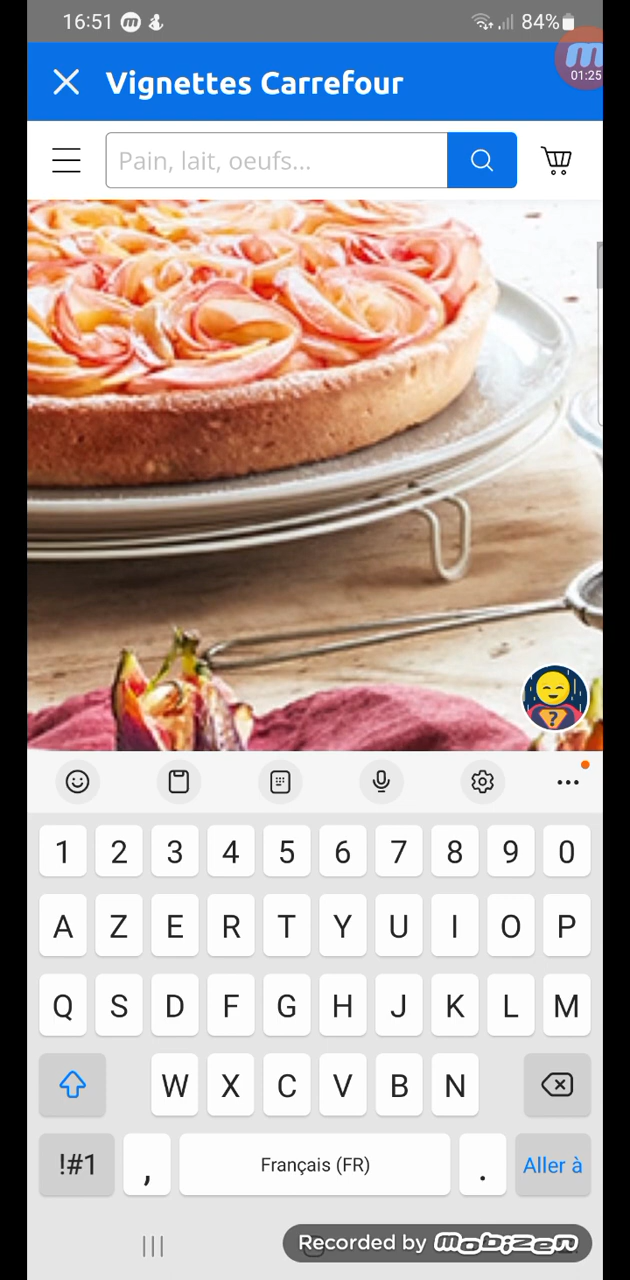 16:51 84%
m
01:25
Vignettes Carrefour
Pain, lait, oeufs...
?
1 2 3 4 5 6 7 8 9 0
A Z E R T Y U I O P
Q S D F G H J K L M
W X C V B N
!#1 , Français (FR) . Aller à
Recorded by mobizen